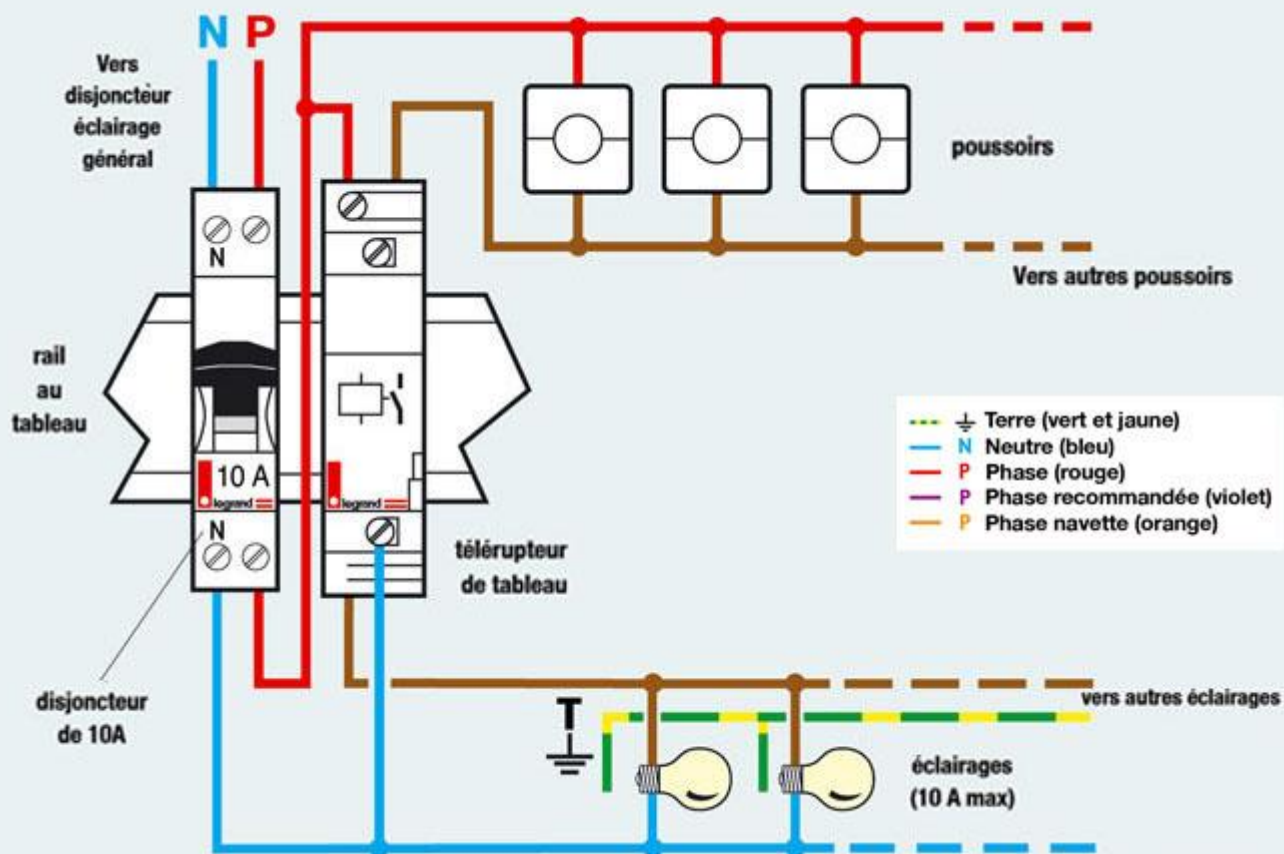 N P
Vers
disjoncteur
éclairage
général
N
poussoirs
Vers autres poussoirs
rail
au
tableau
10 A
legrand
legrand
N
télérupteur
de tableau
Terre (vert et jaune)
N Neutre (bleu)
P Phase (rouge)
P Phase recommandée (violet)
P Phase navette (orange)
disjoncteur
de 10A
T
vers autres éclairages
éclairages
(10 A max)